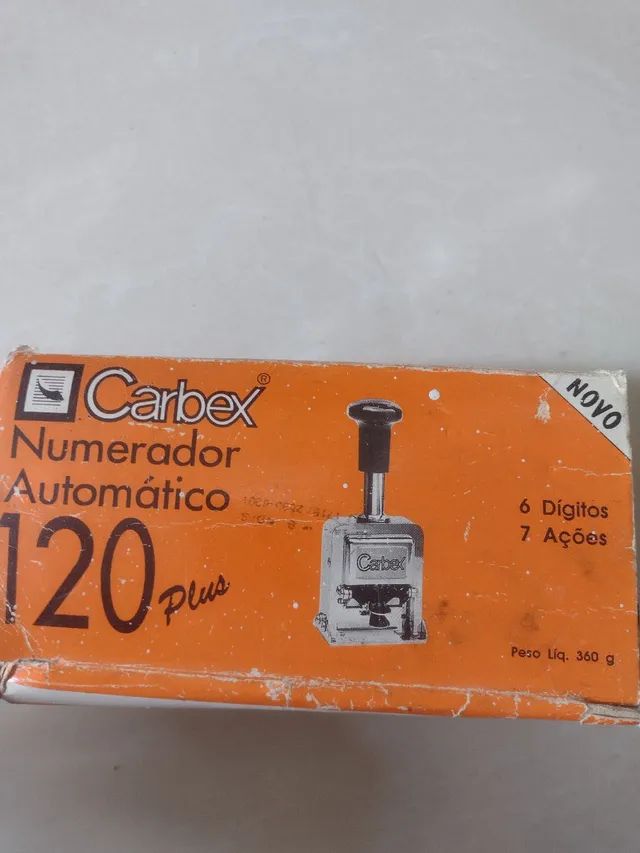 Carbex®
NOVO
Numerador
Automático
120 Plus
Carbex
6 Dígitos
7 Ações
Peso Líq. 360 g